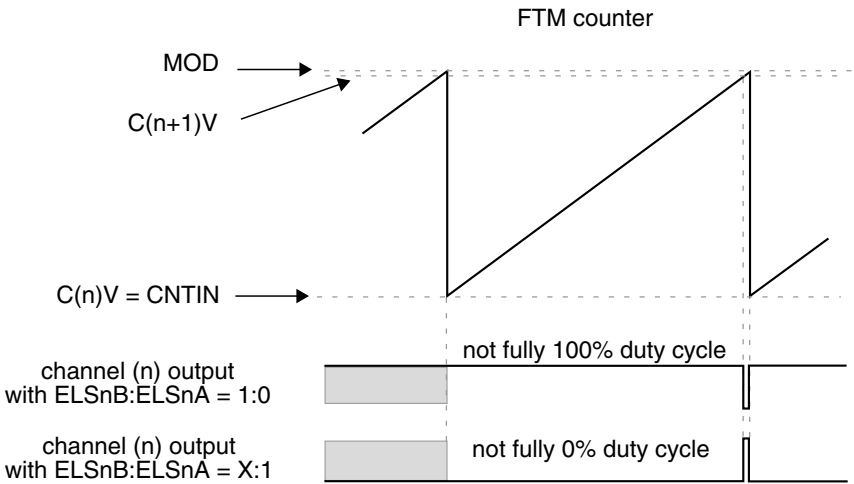 FTM counter
MOD
C(n+1)V
C(n)V = CNTIN
not fully 100% duty cycle
channel (n) output
with ELSnB:ELSnA = 1:0
not fully 0% duty cycle
channel (n) output
with ELSnB:ELSnA = X:1